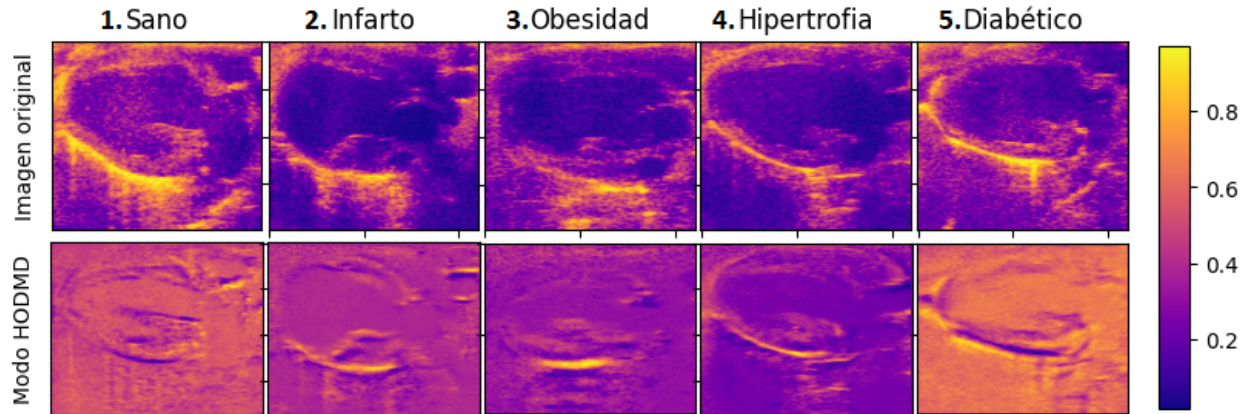 1. Sano 2. Infarto 3. Obesidad 4. Hipertrofia 5. Diabético
Imagen original
Modo HODMD
0.8
0.6
0.4
0.2